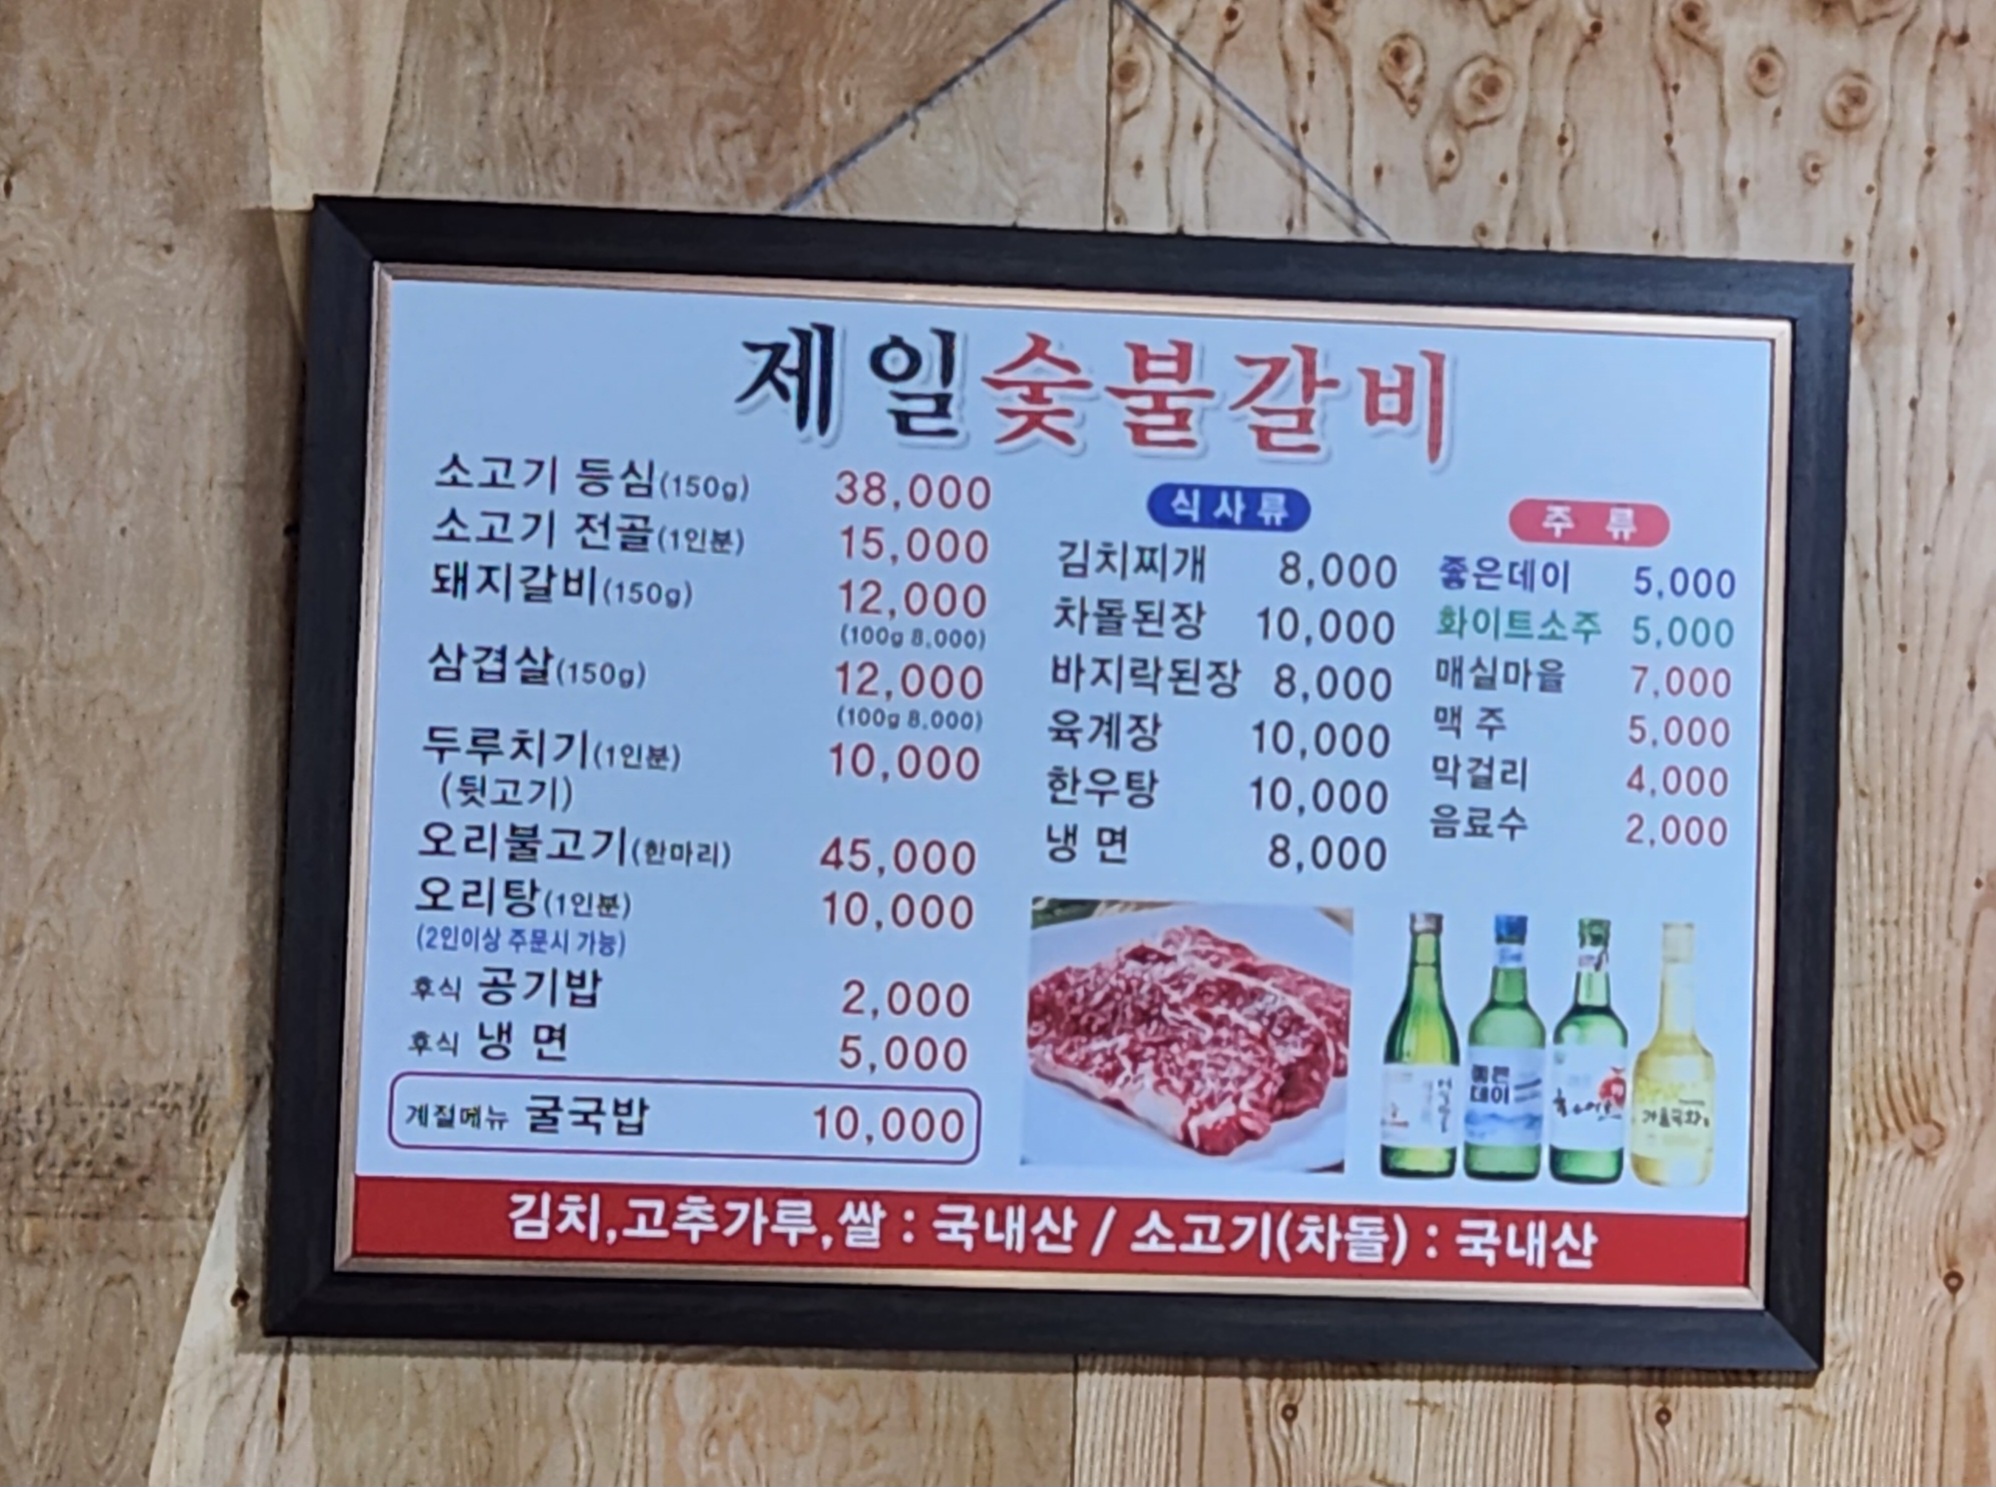 제일숯불갈비
소고기 등심(150g) 38,000
소고기 전골(1인분) 15,000
돼지갈비(150g) 12,000
(100g 8,000)
삼겹살(150g) 12,000
(100g 8,000)
두루치기(1인분) 10,000
(뒷고기)
오리불고기(한마리) 45,000
오리탕(1인분) 10,000
(2인이상 주문시 가능)
후식 공기밥 2,000
후식 냉면 5,000
계절메뉴 굴국밥 10,000
식사류
김치찌개 8,000
차돌된장 10,000
바지락된장 8,000
육계장 10,000
한우탕 10,000
냉면 8,000
주류
좋은데이 5,000
화이트소주 5,000
매실마을 7,000
맥주 5,000
막걸리 4,000
음료수 2,000
좋은
데이
김치,고추가루,쌀 : 국내산 / 소고기(차돌) : 국내산